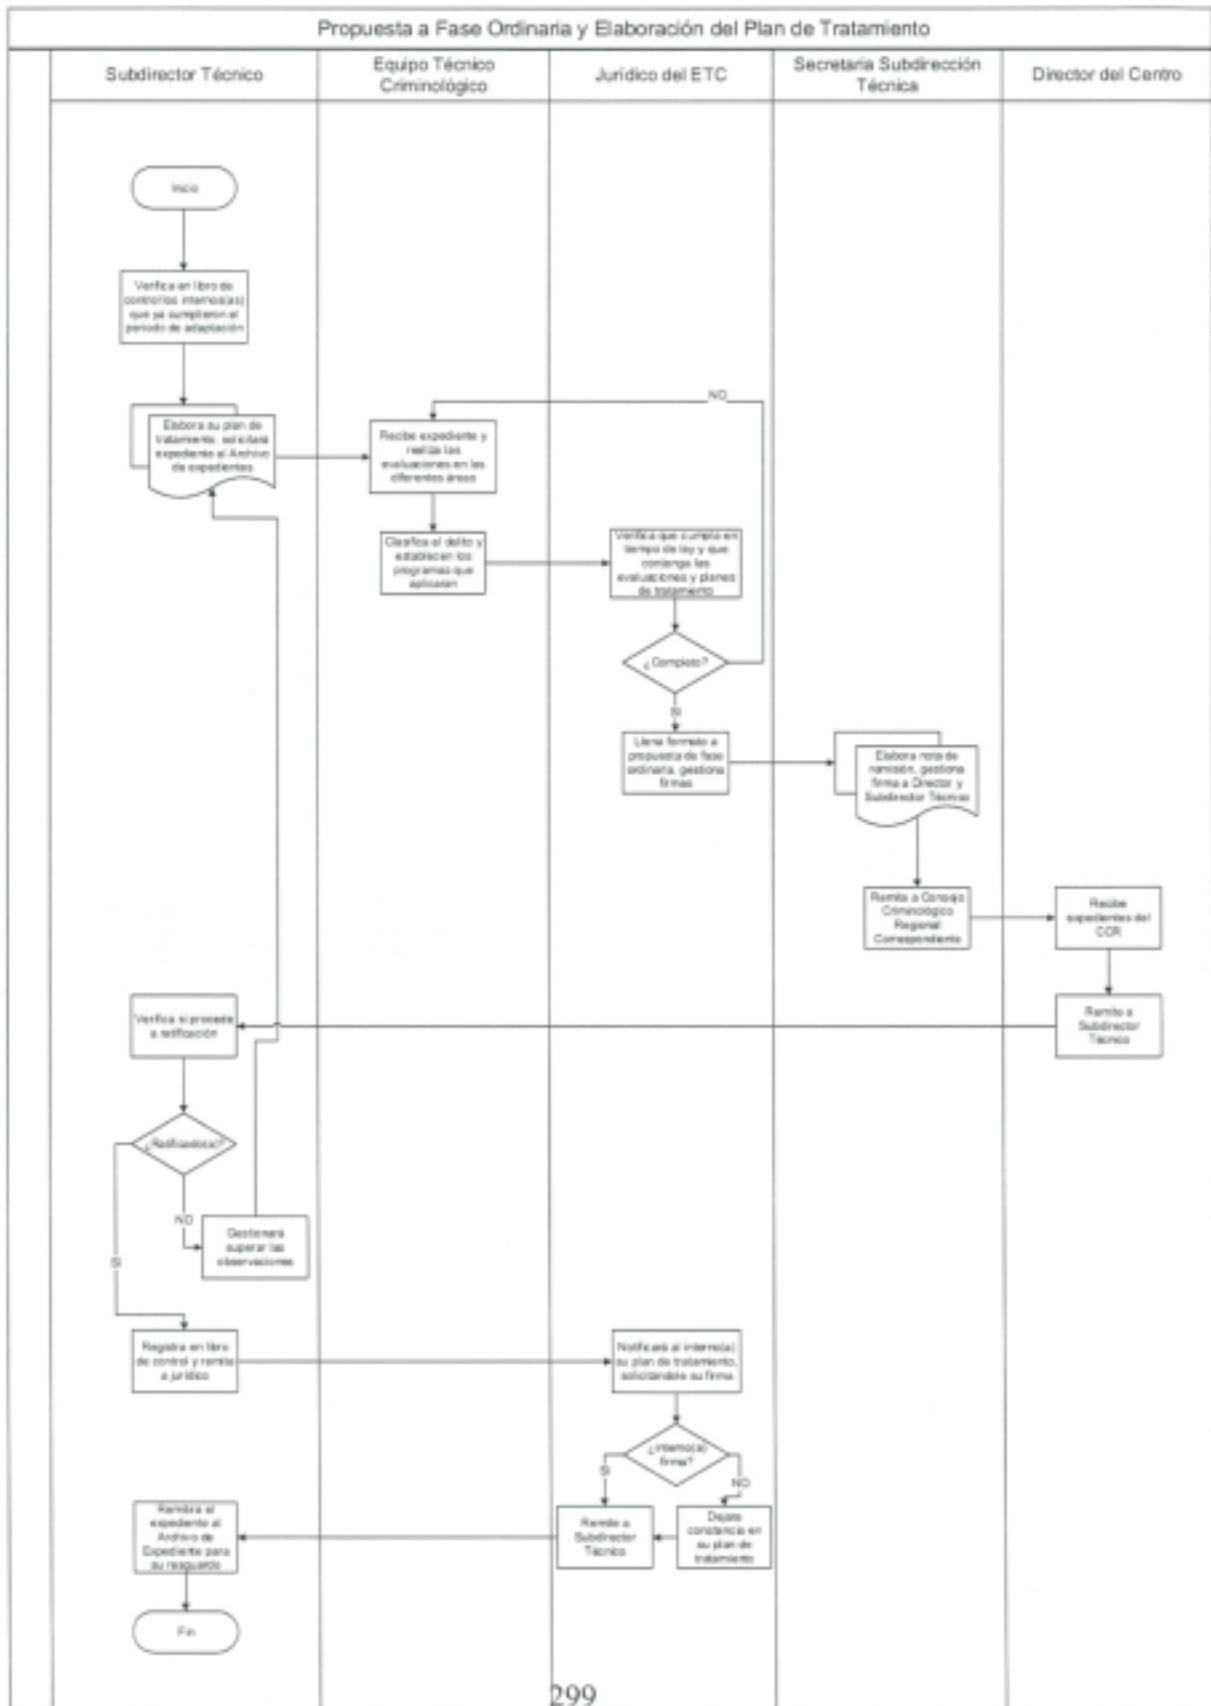 Propuesta a Fase Ordinaria y Elaboración del Plan de Tratamiento
Subdirector Técnico
Equipo Técnico
Criminológico
Jurídico del ETC
Secretaria Subdirección
Técnica
Director del Centro
Inicio
Verifica en libro de
control los internos(as)
que ya cumplieron el
periodo de adaptación
Elabora su plan de
tratamiento, solicitará
expediente al Archivo
de expedientes
NO
Recibe expediente y
realiza las
evaluaciones en las
diferentes áreas
Clasifica el delito y
establecen los
programas que
aplicaran
Verifica que cumpla en
tiempo de ley y que
contenga las
evaluaciones y planes
de tratamiento
¿Completo?
SI
Llena formato a
propuesta de fase
ordinaria, gestiona
firmas
Elabora nota de
remisión, gestiona
firma a Director y
Subdirector Técnico
Remite a Consejo
Criminológico
Regional
Correspondiente
Recibe
expedientes del
CCR
Remite a
Subdirector
Técnico
Verifica si procede
a ratificación
¿Ratificado(a)?
NO
SI
Gestionará
superar las
observaciones
Registra en libro
de control y remite
a jurídico
Notificará al interno(a)
su plan de tratamiento,
solicitándole su firma
¿Interno(a)
firma?
SI
NO
Remite a
Subdirector
Técnico
Dejara
constancia en
su plan de
tratamiento
Remitirá el
expediente al
Archivo de
Expediente para
su resguardo
Fin
299